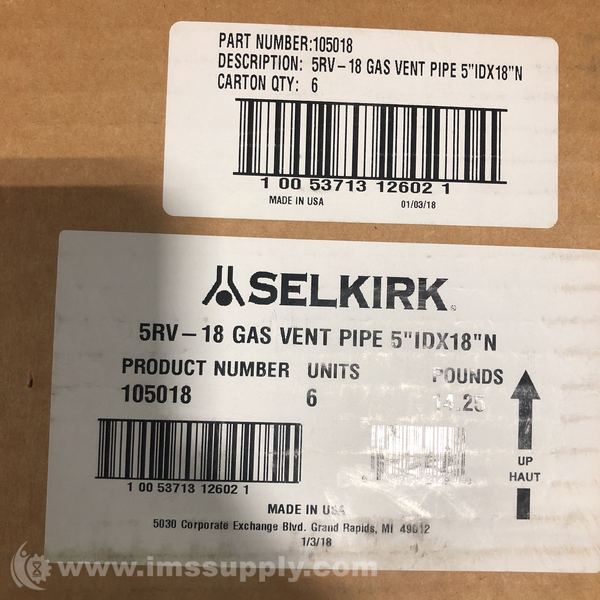 PART NUMBER:105018
DESCRIPTION: 5RV-18 GAS VENT PIPE 5"IDX18"N
CARTON QTY: 6
1 00 53713 12602 1
MADE IN USA 01/03/18
SELKIRK
5RV-18 GAS VENT PIPE 5"IDX18"N
PRODUCT NUMBER UNITS POUNDS
105018 6 14.25
UP
HAUT
1 00 53713 12602 1
MADE IN USA
5030 Corporate Exchange Blvd. Grand Rapids, MI 49512
1/3/18
www.imssupply.com